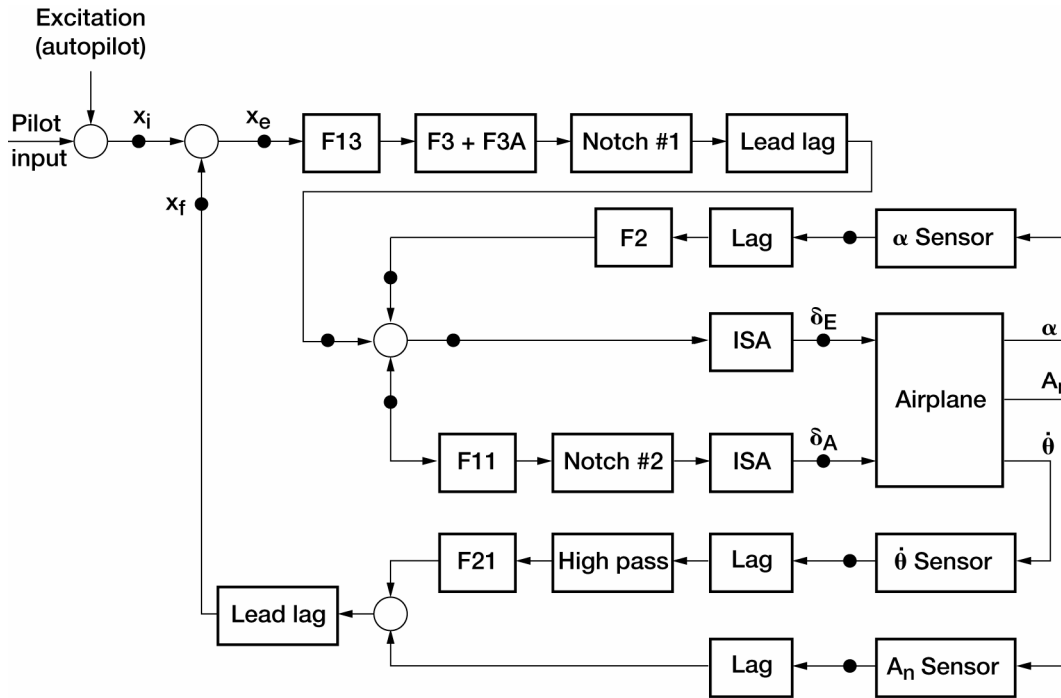 Excitation
(autopilot)
Pilot
input
xi
xe
F13
F3 + F3A
Notch #1
Lead lag
xf
F2
Lag
α Sensor
ISA
δE
Airplane
α
An
θ̇
F11
Notch #2
ISA
δA
F21
High pass
Lag
θ̇ Sensor
Lead lag
Lag
An Sensor